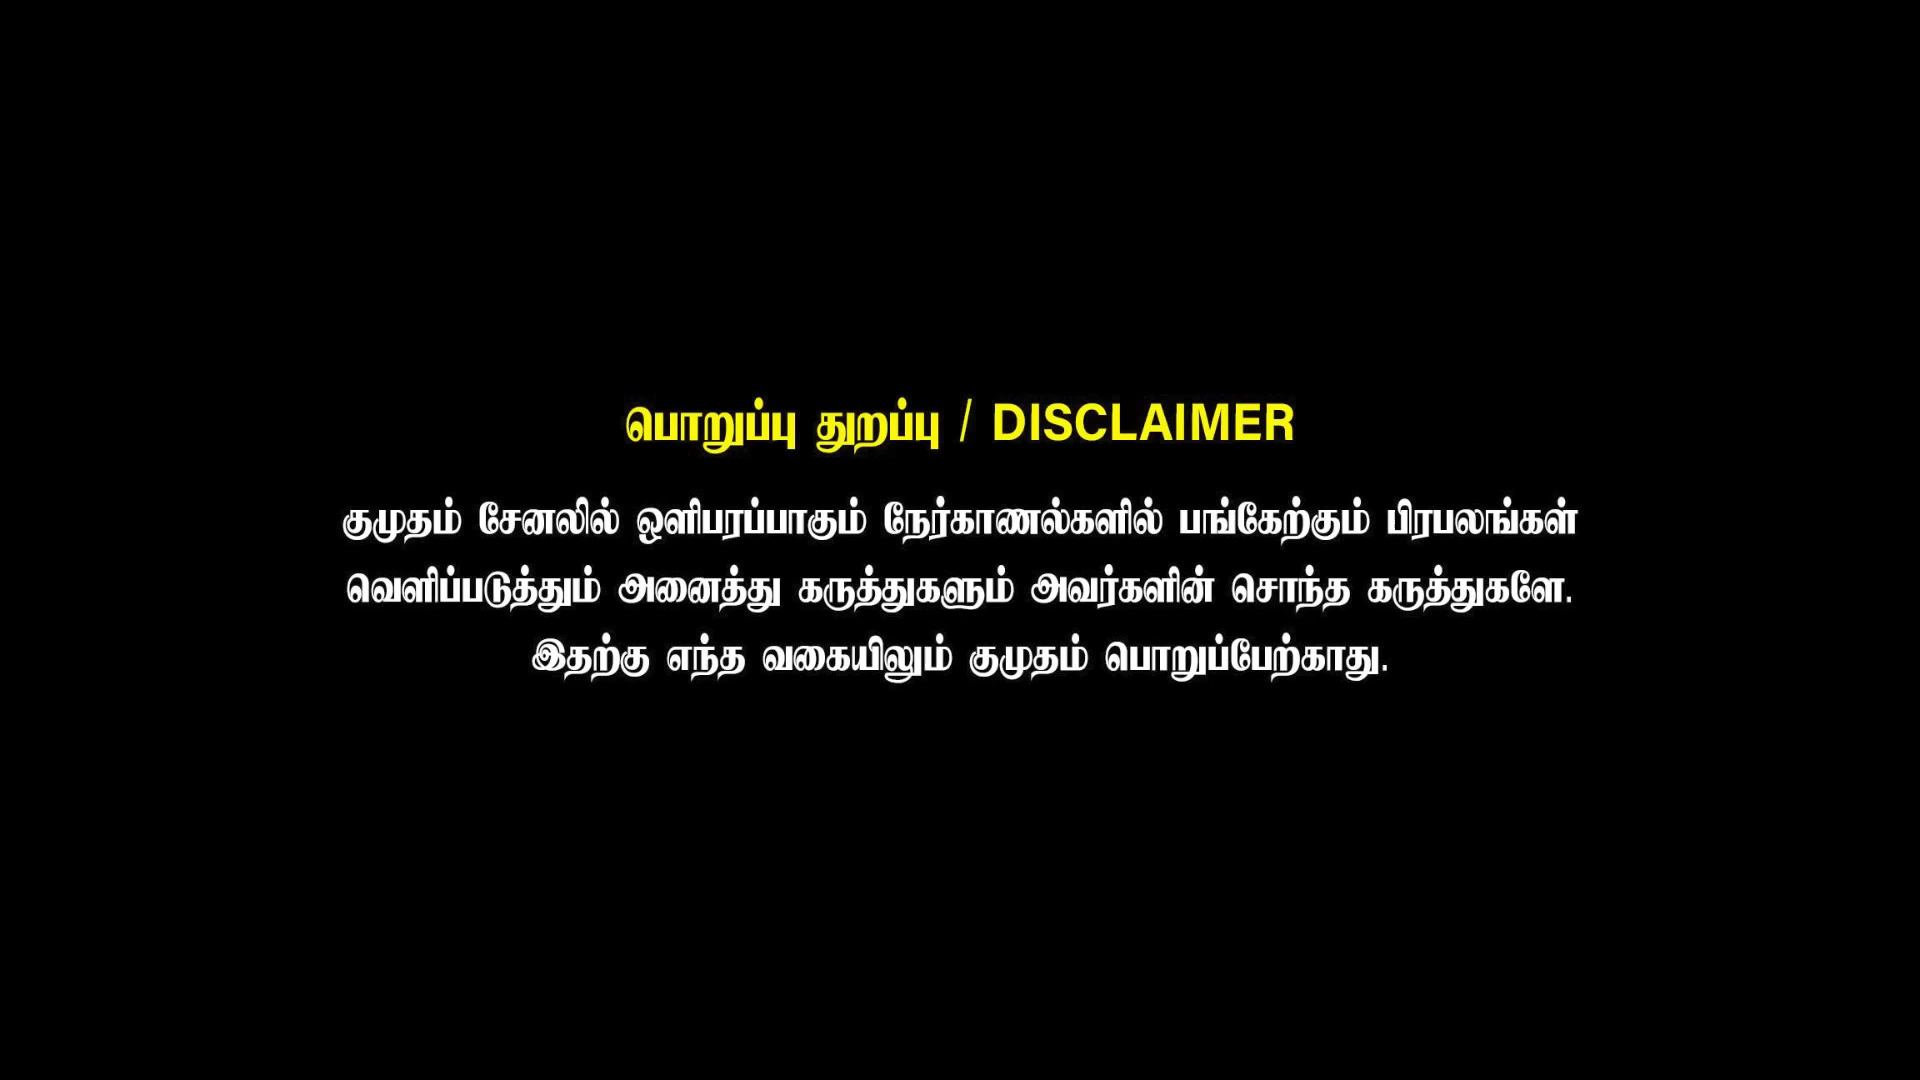 பொறுப்பு துறப்பு / DISCLAIMER
குமுதம் சேனலில் ஒளிபரப்பாகும் நேர்காணல்களில் பங்கேற்கும் பிரபலங்கள்
வெளிப்படுத்தும் அனைத்து கருத்துகளும் அவர்களின் சொந்த கருத்துகளே.
இதற்கு எந்த வகையிலும் குமுதம் பொறுப்பேற்காது.